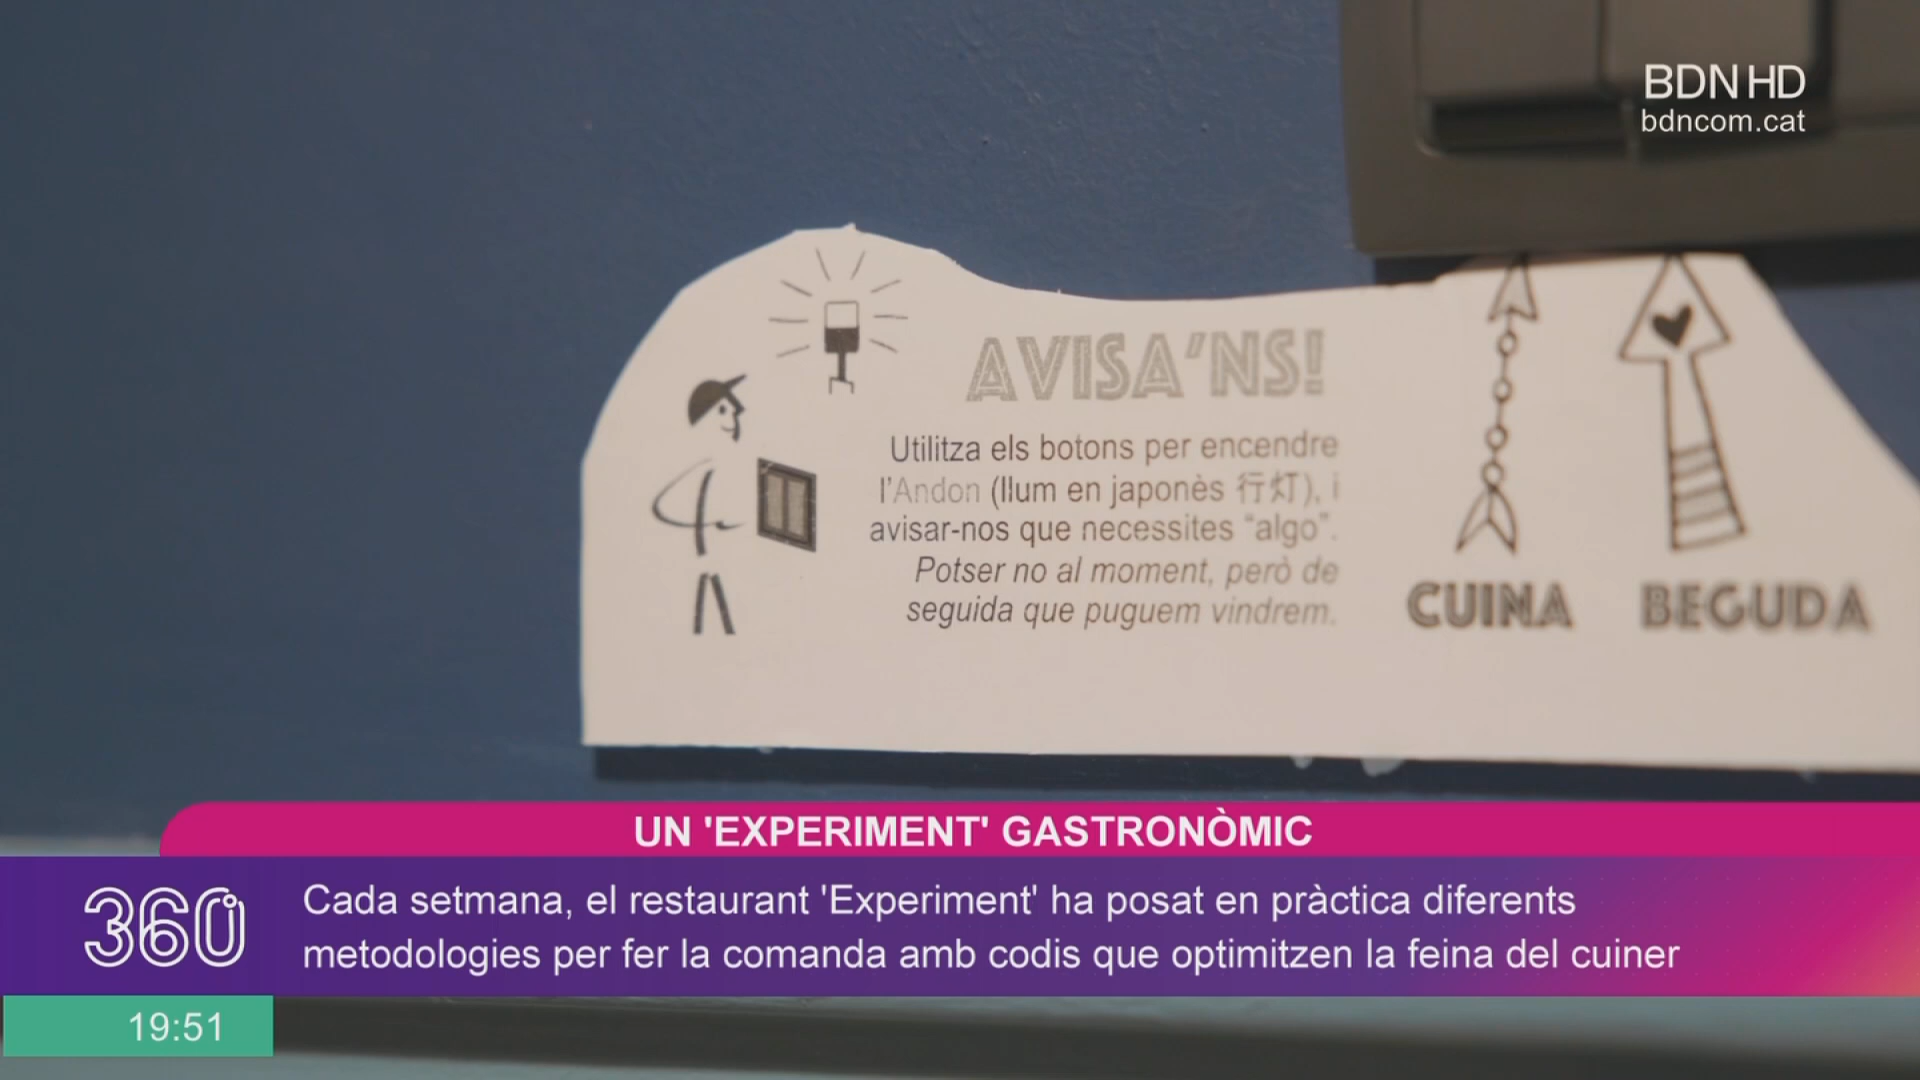 BDN HD
bdncom.cat
AVISA'NS!
Utilitza els botons per encendre
l'Andon (llum en japonès 行灯), i
avisar-nos que necessites “algo”.
Potser no al moment, però de
seguida que puguem vindrem.
CUINA
BEGUDA
UN 'EXPERIMENT' GASTRONÒMIC
360
Cada setmana, el restaurant 'Experiment' ha posat en pràctica diferents
metodologies per fer la comanda amb codis que optimitzen la feina del cuiner
19:51